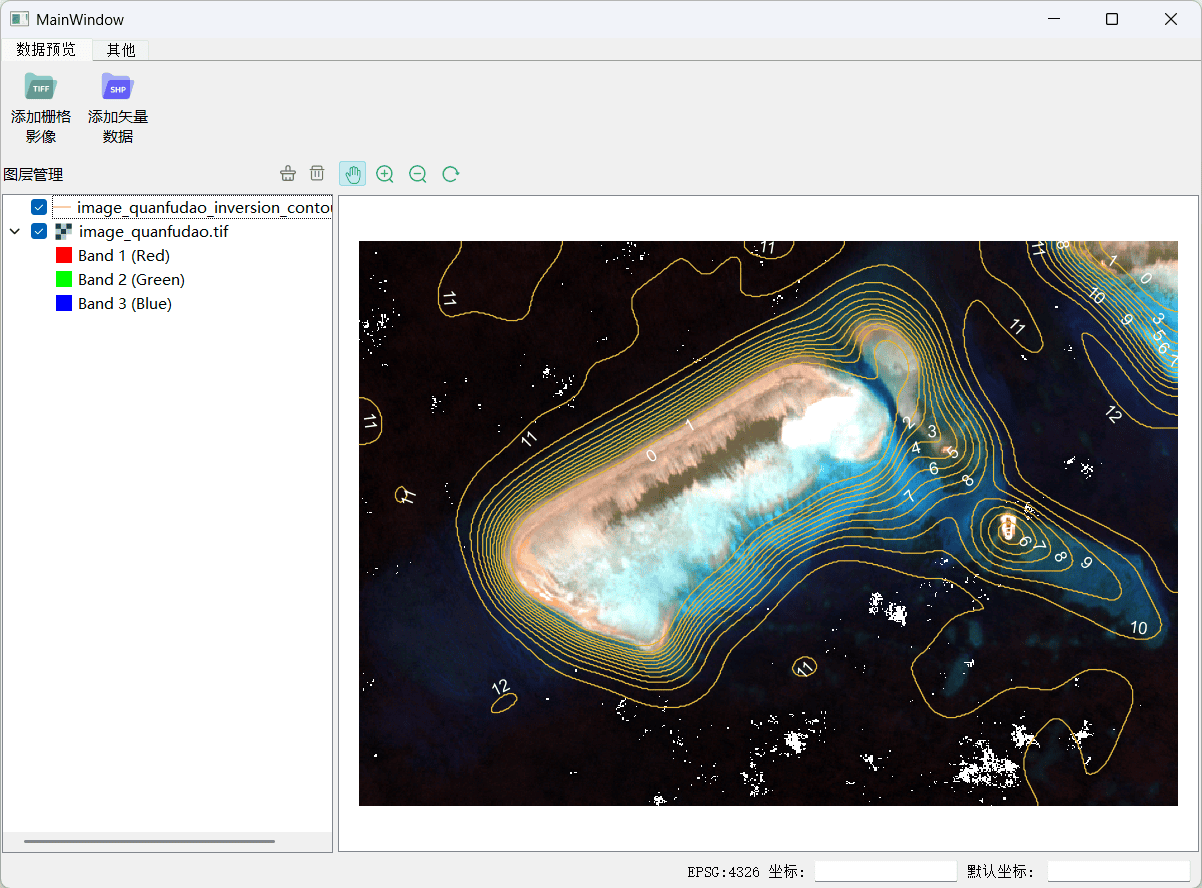 MainWindow
数据预览 其他
TIFF SHP
添加栅格 添加矢量
影像 数据
图层管理
image_quanfudao_inversion_conto
image_quanfudao.tif
Band 1 (Red)
Band 2 (Green)
Band 3 (Blue)
11 11 8 1 0
11 10 9 11 3
5
6
7
11 12
11 1 2 3
0 4 5
6 8
11 7
6 7 8 9
10
11
12
EPSG:4326 坐标: 默认坐标: